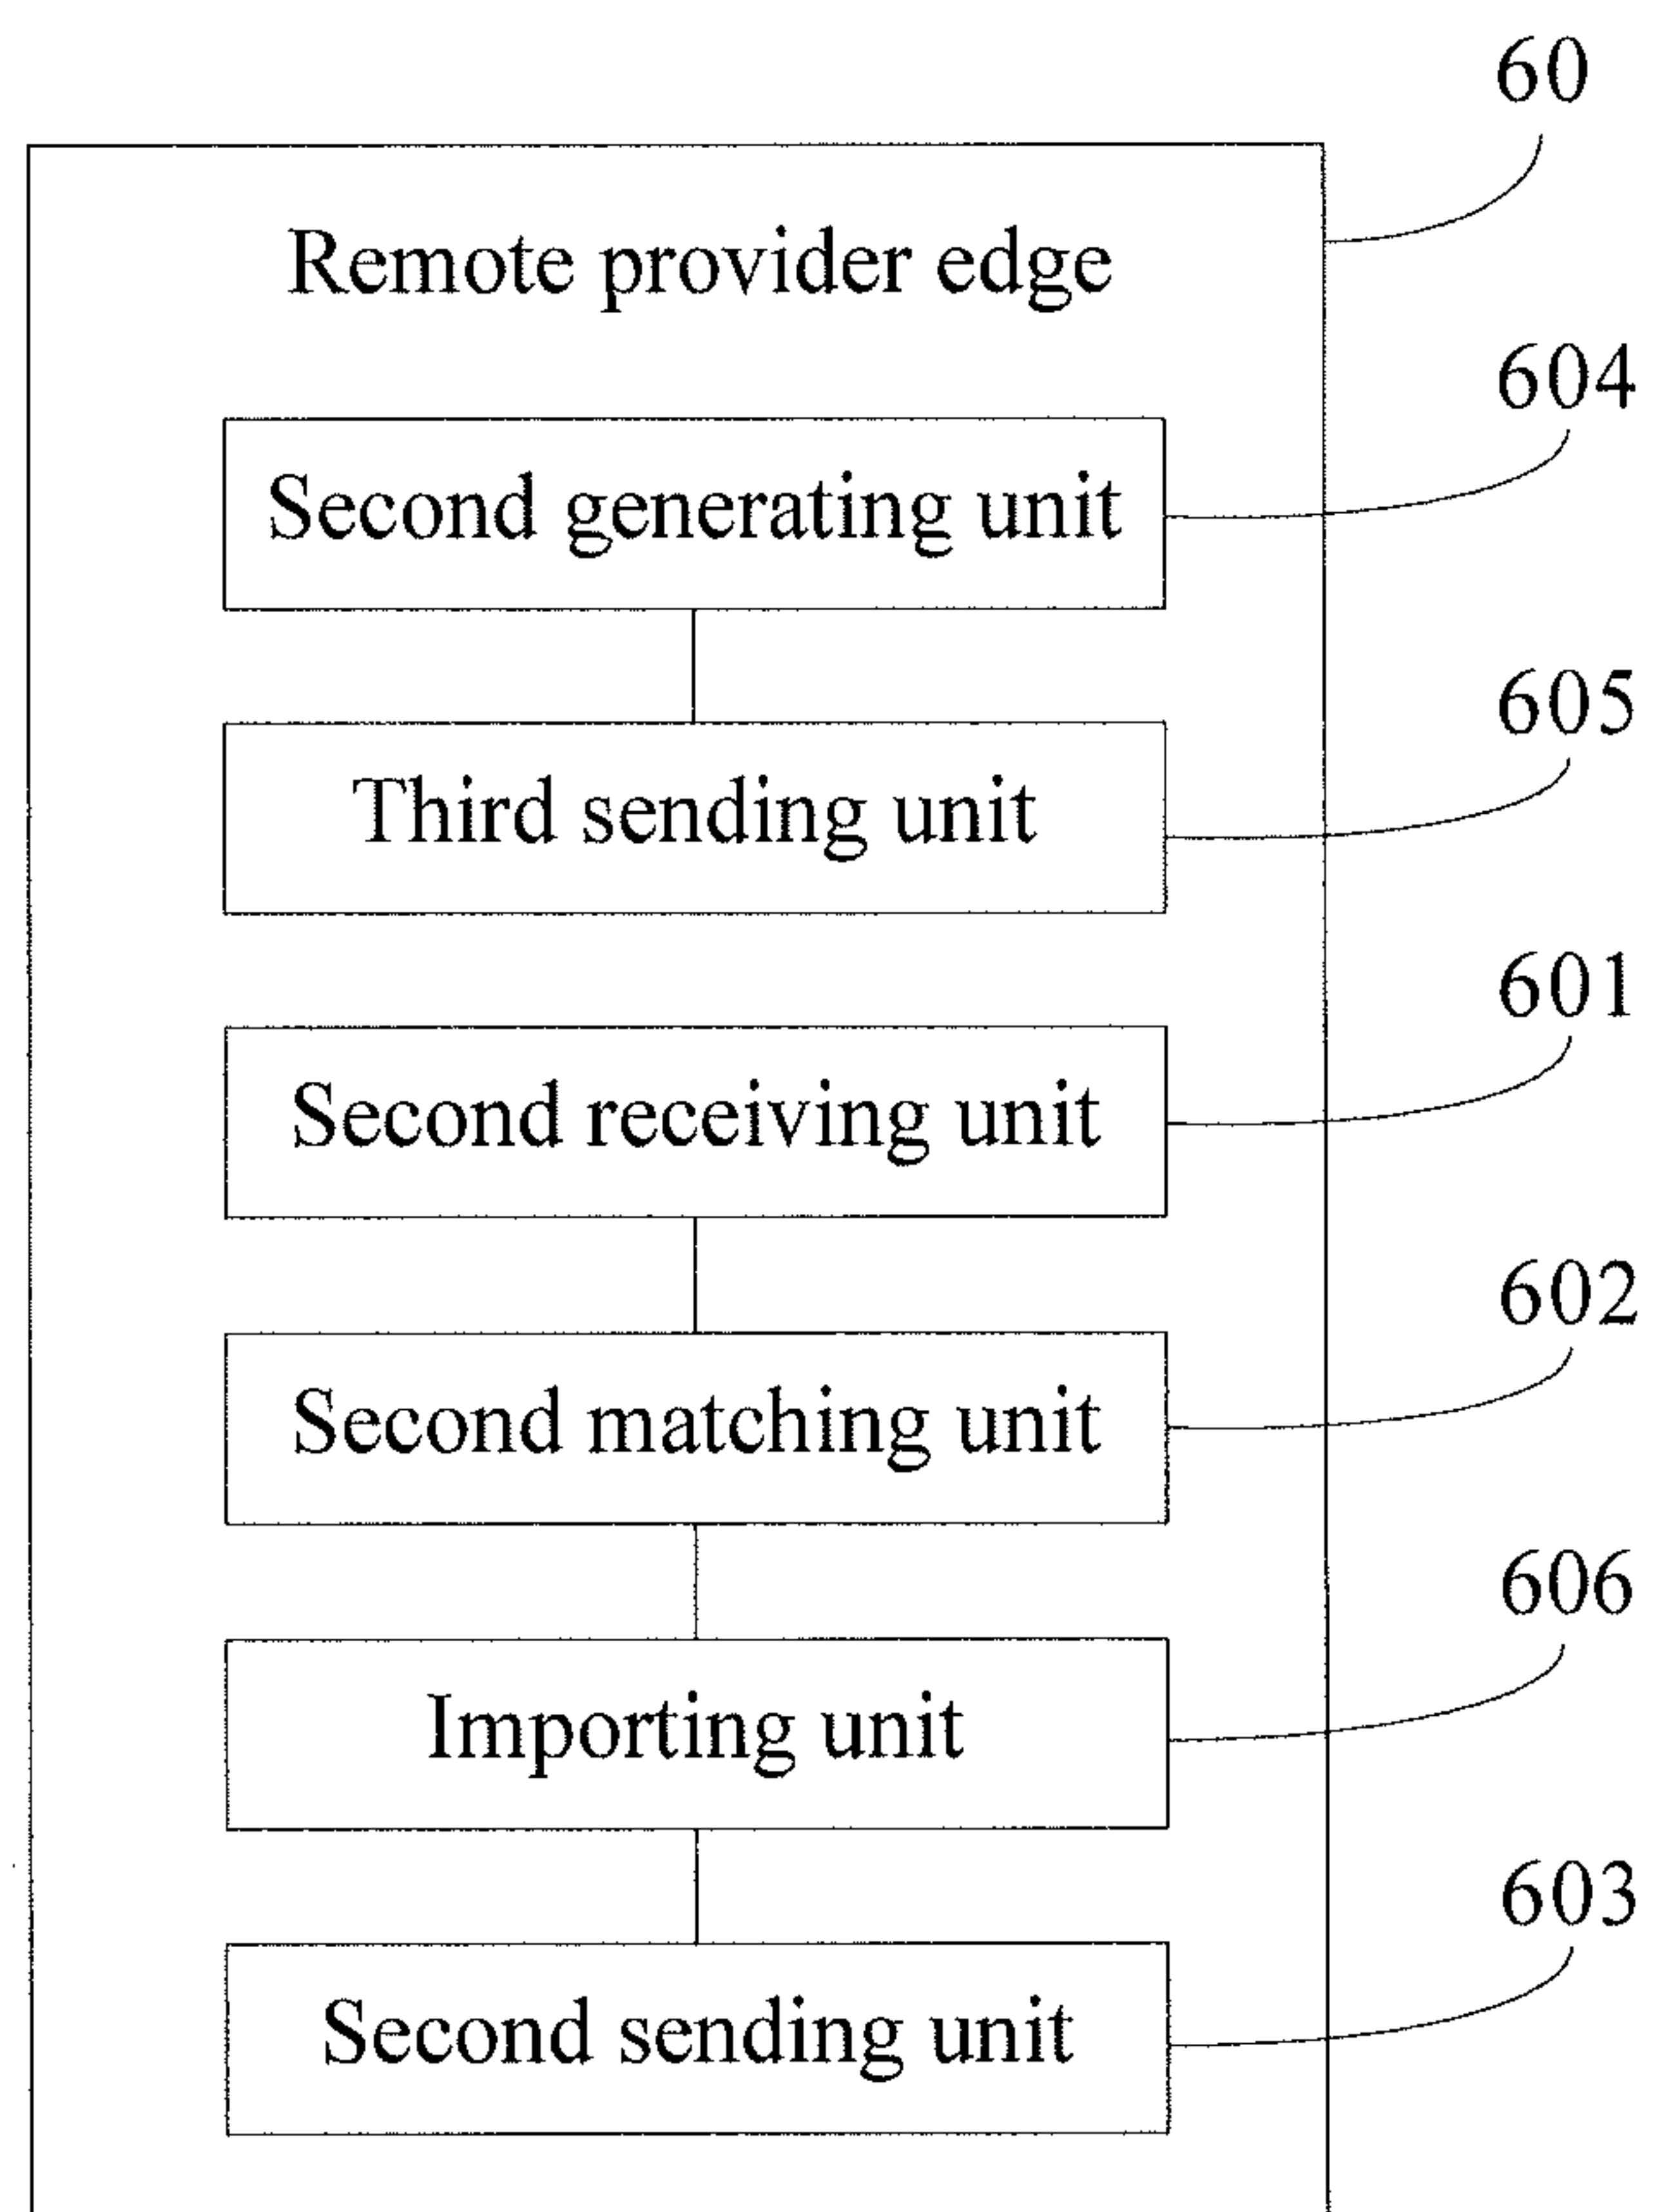 60
Remote provider edge
604
Second generating unit
605
Third sending unit
601
Second receiving unit
602
Second matching unit
606
Importing unit
603
Second sending unit